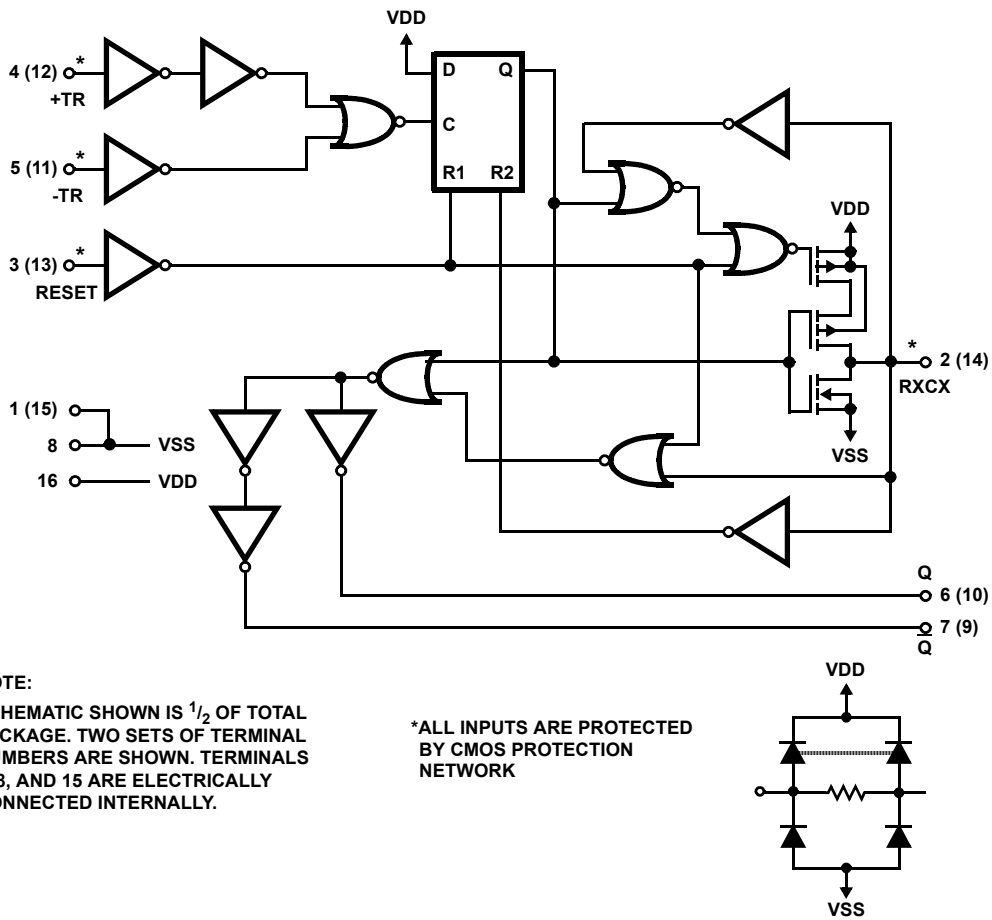 VDD
4 (12)
*
+TR
5 (11)
*
-TR
3 (13)
*
RESET
D
Q
C
R1
R2
VDD
*
2 (14)
RXCX
VSS
1 (15)
8
VSS
16
VDD
Q
6 (10)
7 (9)
Q
OTE:
HEMATIC SHOWN IS 1/2 OF TOTAL
CKAGE. TWO SETS OF TERMINAL
UMBERS ARE SHOWN. TERMINALS
8, AND 15 ARE ELECTRICALLY
ONNECTED INTERNALLY.
*ALL INPUTS ARE PROTECTED
BY CMOS PROTECTION
NETWORK
VDD
VSS